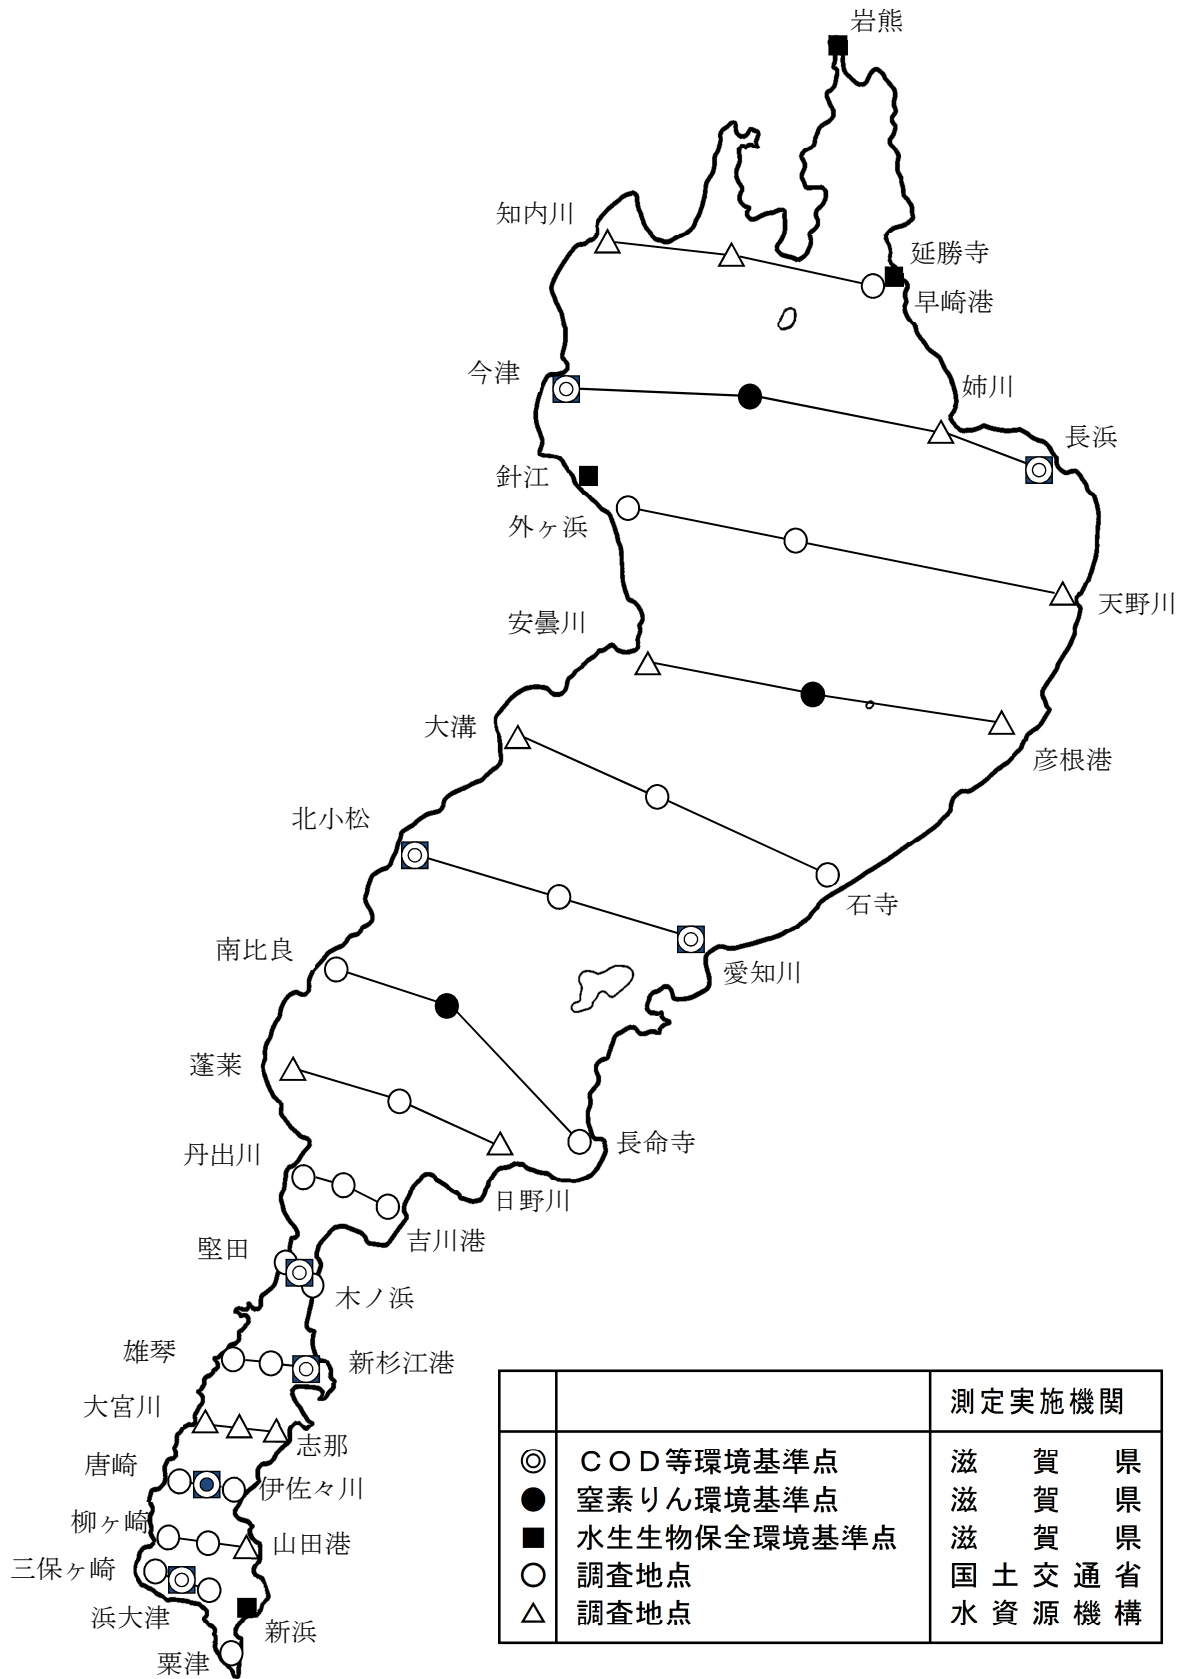 岩熊
知内川
延勝寺
早崎港
今津
姉川
長浜
針江
外ヶ浜
天野川
安曇川
大溝
彦根港
北小松
石寺
南比良
愛知川
蓬莱
長命寺
丹出川
日野川
吉川港
堅田
木ノ浜
雄琴
新杉江港
大宮川
志那
唐崎
伊佐々川
柳ヶ崎
山田港
三保ヶ崎
浜大津
新浜
粟津
測定実施機関
◎ ＣＯＤ等環境基準点 滋賀県
● 窒素りん環境基準点 滋賀県
■ 水生生物保全環境基準点 滋賀県
○ 調査地点 国土交通省
△ 調査地点 水資源機構